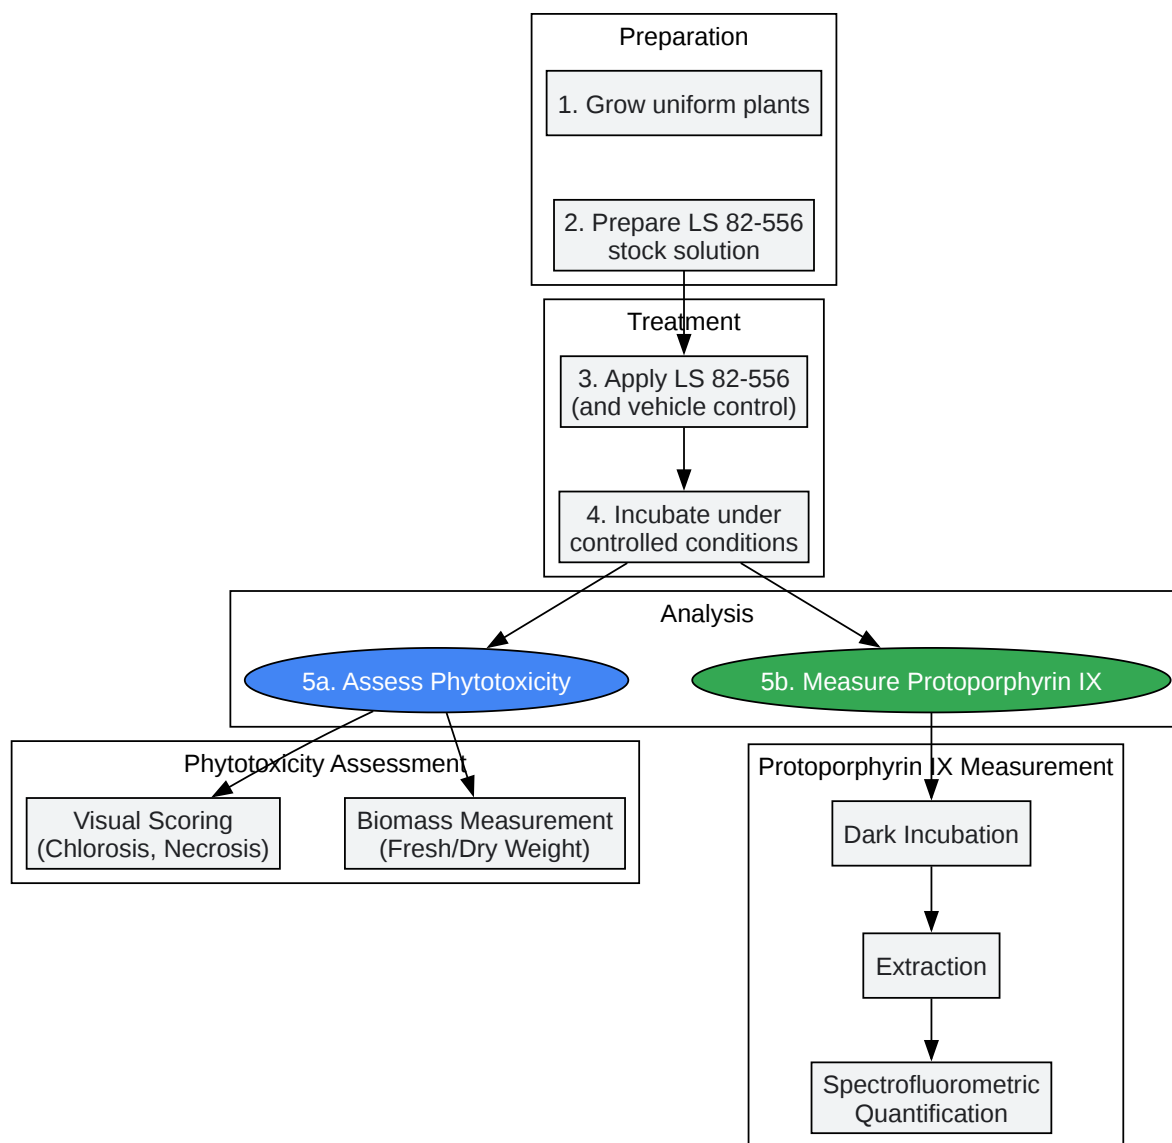 Preparation
1. Grow uniform plants
2. Prepare LS 82-556
stock solution
Treatment
3. Apply LS 82-556
(and vehicle control)
4. Incubate under
controlled conditions
Analysis
5a. Assess Phytotoxicity
5b. Measure Protoporphyrin IX
Phytotoxicity Assessment
Visual Scoring
(Chlorosis, Necrosis)
Biomass Measurement
(Fresh/Dry Weight)
Protoporphyrin IX Measurement
Dark Incubation
Extraction
Spectrofluorometric
Quantification